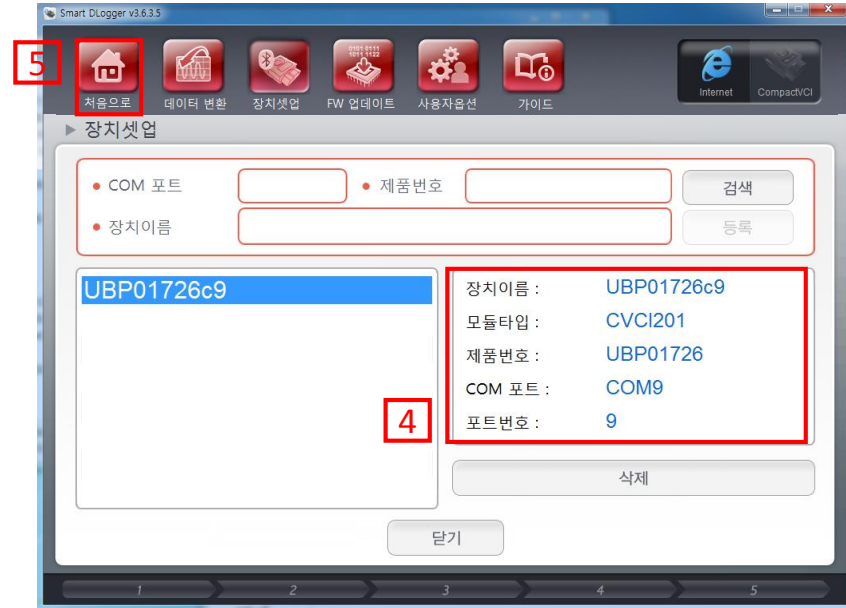 Smart DLogger v3.6.3.5
5
처음으로 데이터 변환 장치셋업 FW 업데이트 사용자옵션 가이드
0101 0111
1011 1122
Internet CompactVCI
장치셋업
COM 포트 제품번호 검색
장치이름 등록
UBP01726c9
장치이름 : UBP01726c9
모듈타입 : CVCI201
제품번호 : UBP01726
COM 포트 : COM9
포트번호 : 9
4
삭제
닫기
1 2 3 4 5